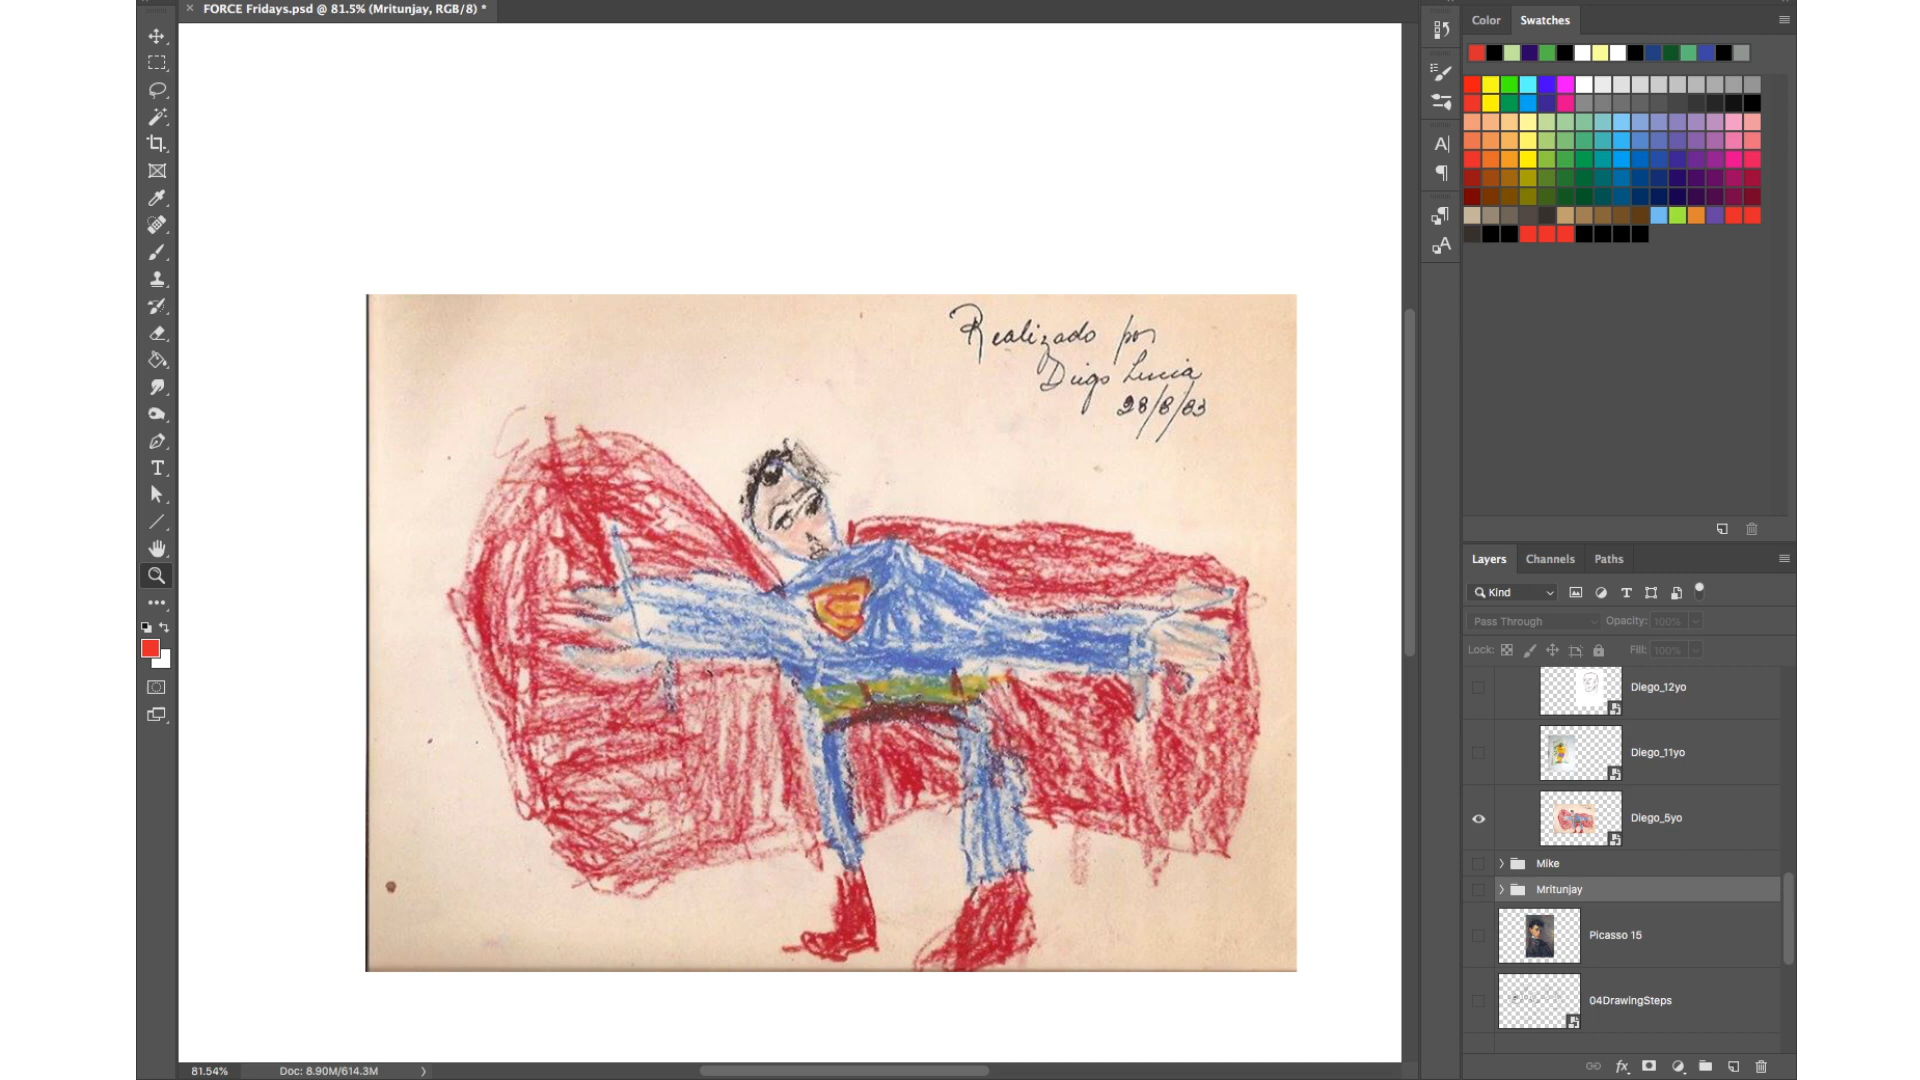 × FORCE Fridays.psd @ 81.5% (Mritunjay, RGB/8) *
Color Swatches
Realizado por
Diego Lucia
28/8/83
Layers Channels Paths
Kind
Pass Through Opacity: 100%
Lock: Fill: 100%
Diego_12yo
Diego_11yo
Diego_5yo
Mike
Mritunjay
Picasso 15
04DrawingSteps
81.54% Doc: 8.90M/614.3M